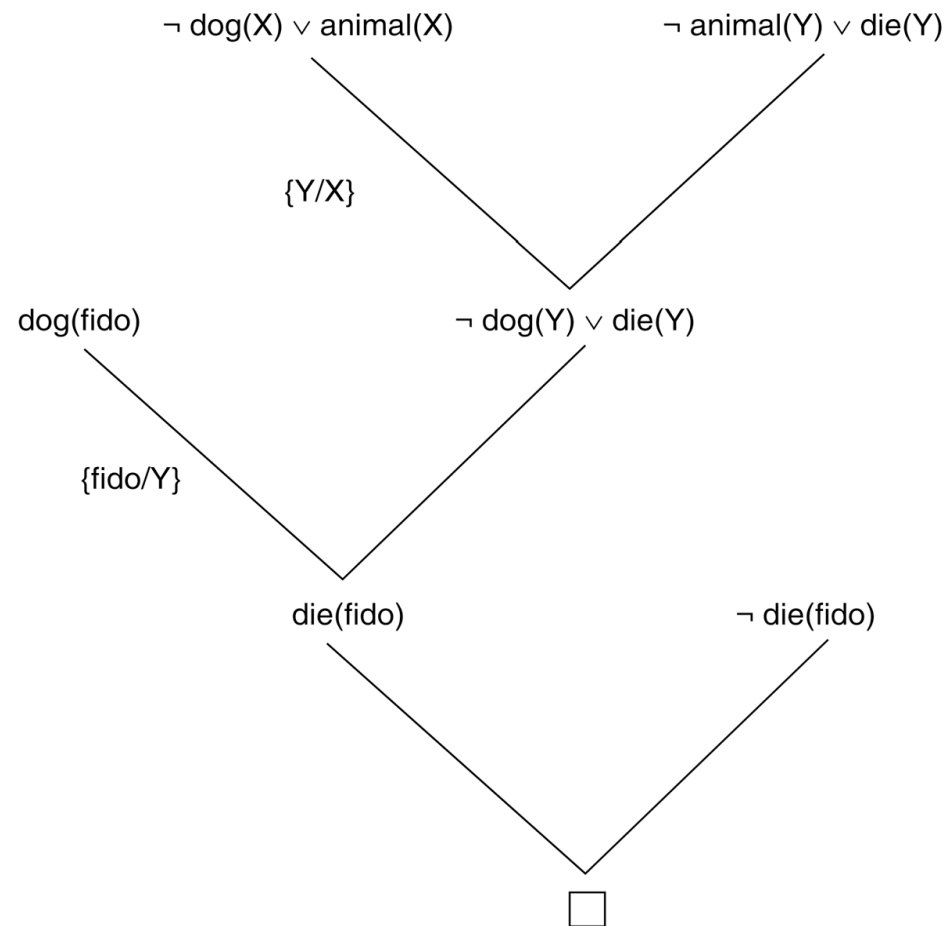 ¬ dog(X) ∨ animal(X)
¬ animal(Y) ∨ die(Y)
{Y/X}
dog(fido)
¬ dog(Y) ∨ die(Y)
{fido/Y}
die(fido)
¬ die(fido)